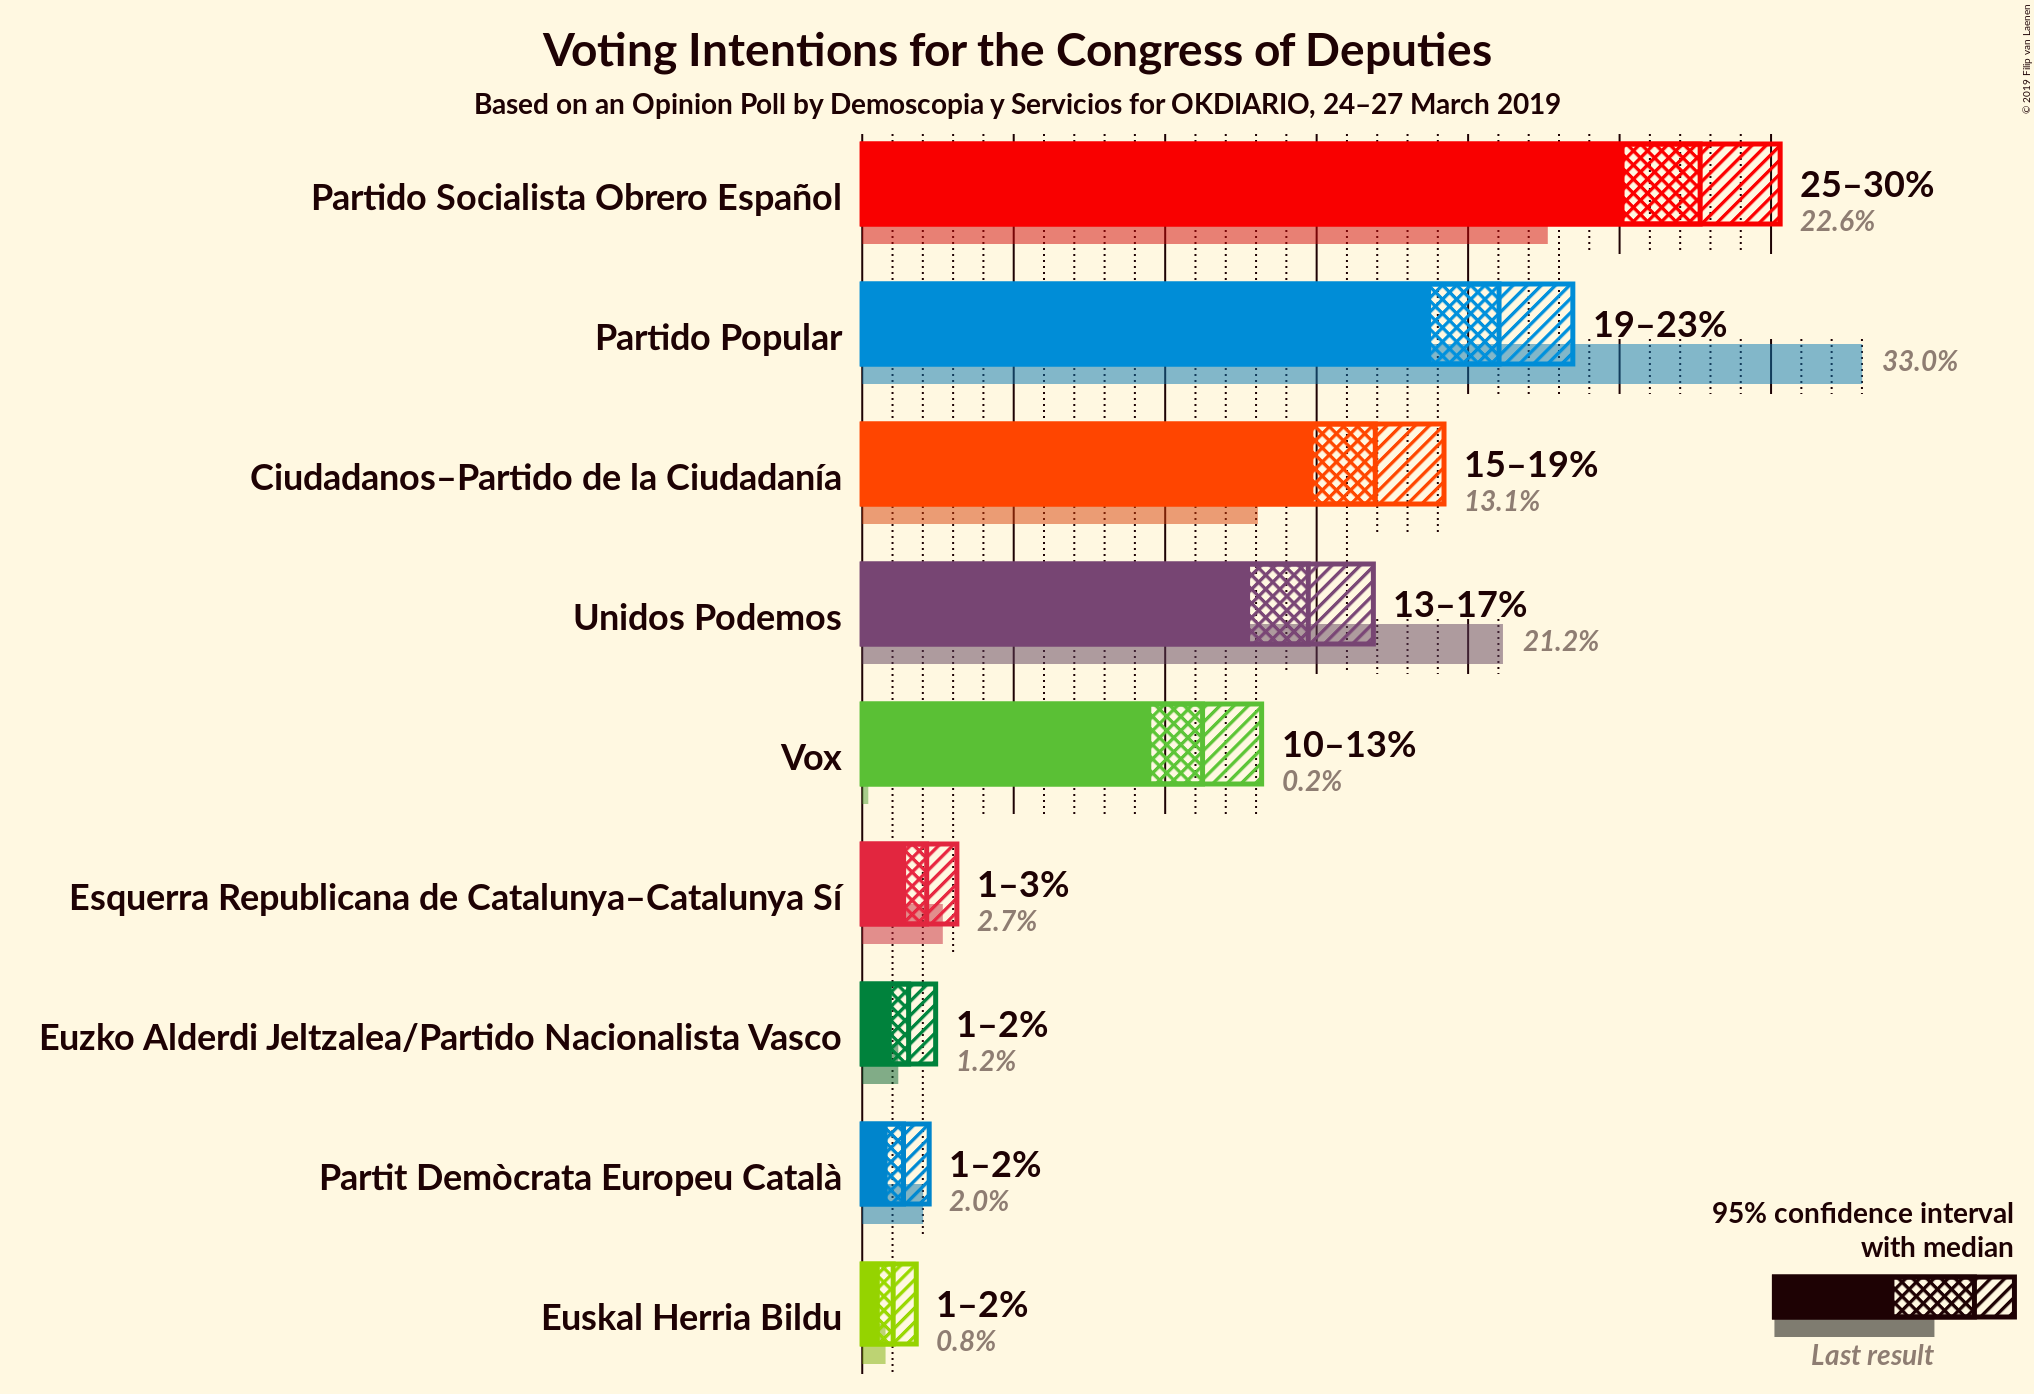 Voting Intentions for the Congress of Deputies
Based on an Opinion Poll by Demoscopia y Servicios for OKDIARIO, 24–27 March 2019
© 2019 Filip van Laenen
Partido Socialista Obrero Español
25–30%
22.6%
Partido Popular
19–23%
33.0%
Ciudadanos–Partido de la Ciudadanía
15–19%
13.1%
Unidos Podemos
13–17%
21.2%
Vox
10–13%
0.2%
Esquerra Republicana de Catalunya–Catalunya Sí
1–3%
2.7%
Euzko Alderdi Jeltzalea/Partido Nacionalista Vasco
1–2%
1.2%
Partit Demòcrata Europeu Català
1–2%
2.0%
Euskal Herria Bildu
1–2%
0.8%
95% confidence interval
with median
Last result